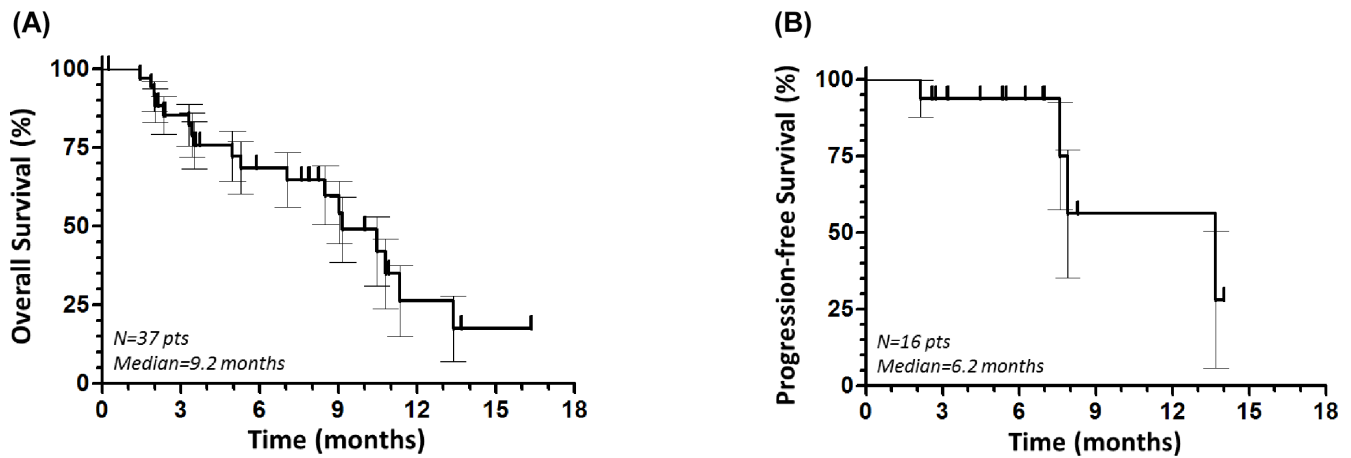 (A)
Overall Survival (%)
100
75
50
25
0
N=37 pts
Median=9.2 months
0 3 6 9 12 15 18
Time (months)
(B)
Progression-free Survival (%)
100
75
50
25
0
N=16 pts
Median=6.2 months
0 3 6 9 12 15 18
Time (months)